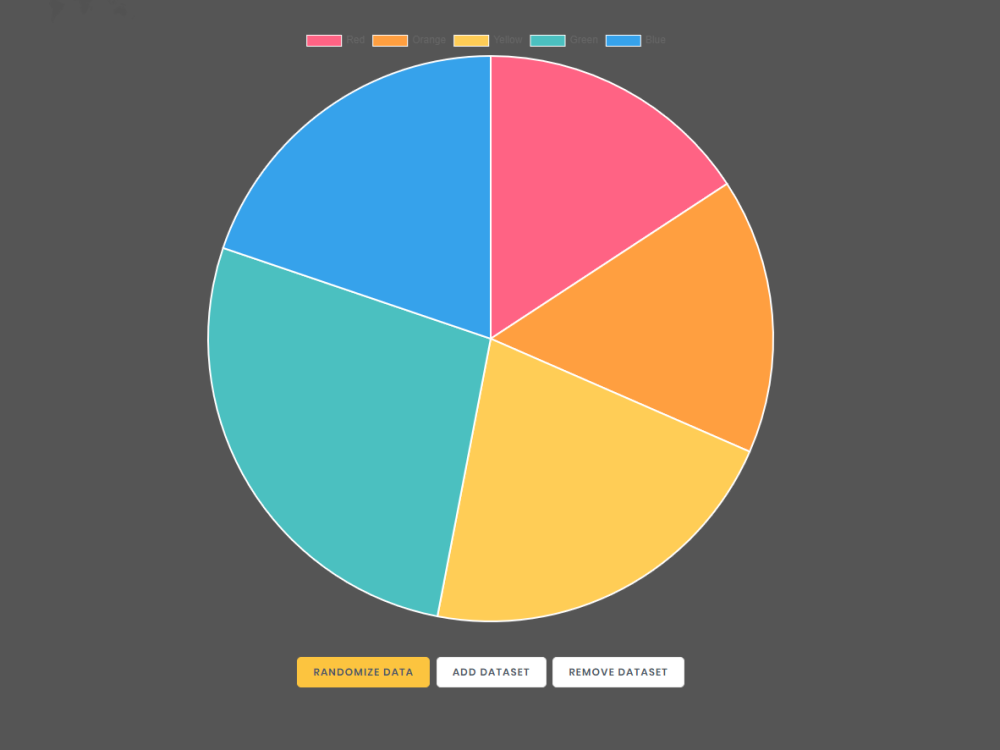 Red Orange Yellow Green Blue
RANDOMIZE DATA ADD DATASET REMOVE DATASET